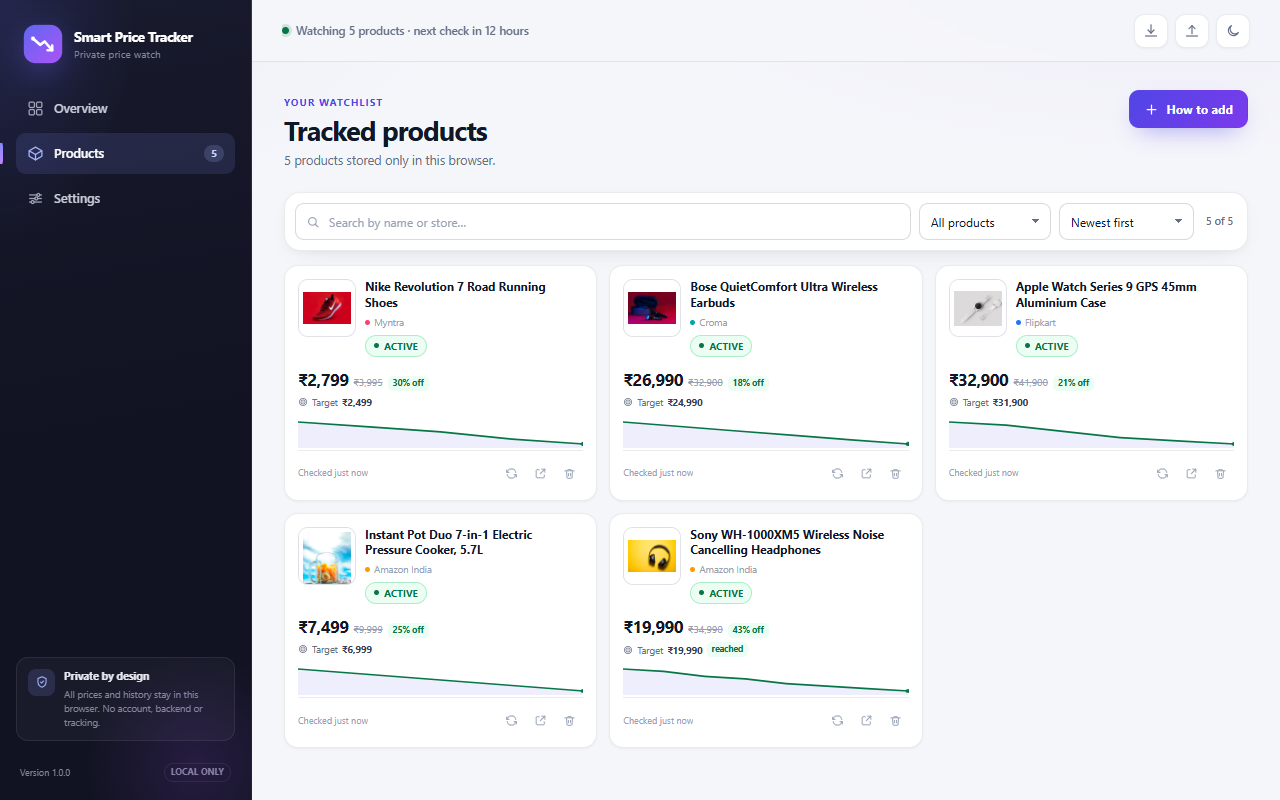 Smart Price Tracker
Private price watch
Overview
Products 5
Settings
Private by design
All prices and history stay in this
browser. No account, backend or
tracking.
Version 1.0.0 LOCAL ONLY
Watching 5 products · next check in 12 hours
YOUR WATCHLIST
Tracked products
5 products stored only in this browser.
How to add
Search by name or store...
All products
Newest first
5 of 5
Nike Revolution 7 Road Running
Shoes
Myntra
ACTIVE
₹2,799 ₹3,995 30% off
Target ₹2,499
Checked just now
Bose QuietComfort Ultra Wireless
Earbuds
Croma
ACTIVE
₹26,990 ₹32,900 18% off
Target ₹24,990
Checked just now
Apple Watch Series 9 GPS 45mm
Aluminium Case
Flipkart
ACTIVE
₹32,900 ₹41,900 21% off
Target ₹31,900
Checked just now
Instant Pot Duo 7-in-1 Electric
Pressure Cooker, 5.7L
Amazon India
ACTIVE
₹7,499 ₹9,999 25% off
Target ₹6,999
Checked just now
Sony WH-1000XM5 Wireless Noise
Cancelling Headphones
Amazon India
ACTIVE
₹19,990 ₹34,990 43% off
Target ₹19,990 reached
Checked just now